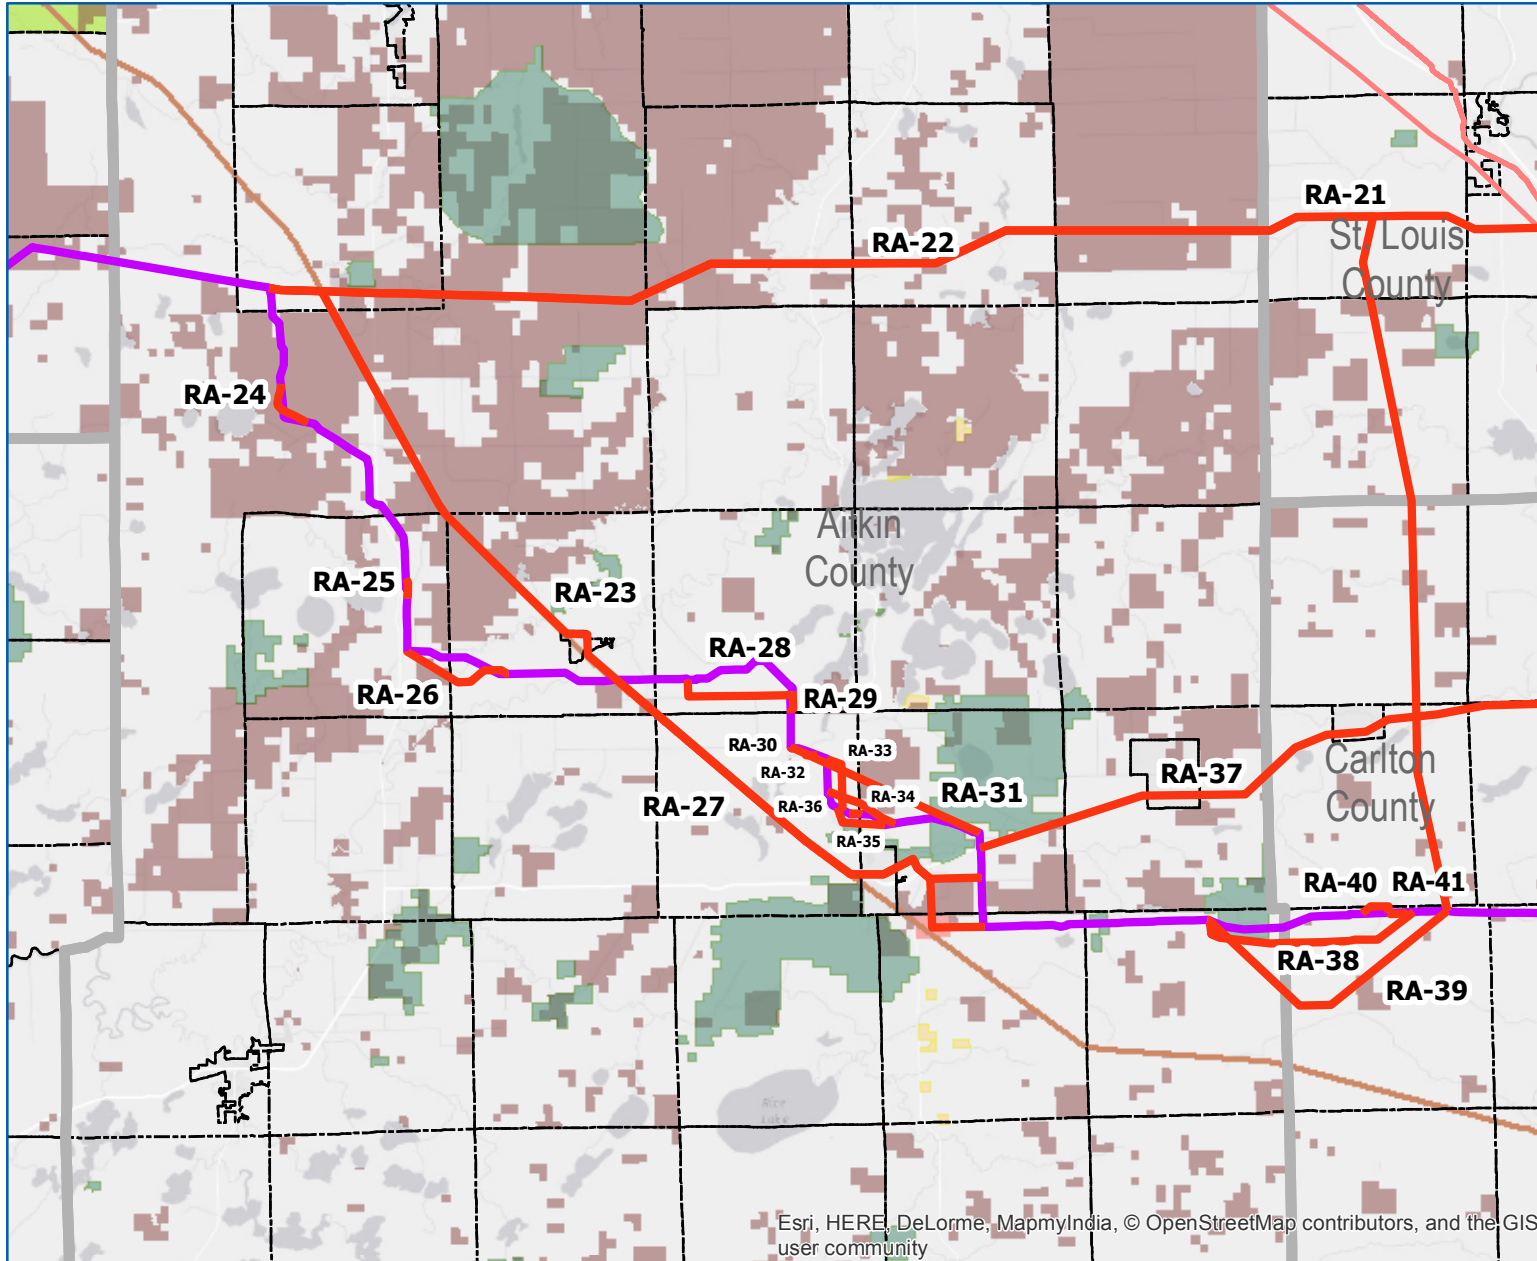 RA-21
RA-22
St. Louis
County
RA-24
Aitkin
County
RA-25
RA-23
RA-28
RA-26
RA-29
RA-30
RA-33
RA-32
RA-37
Carlton
County
RA-27
RA-36
RA-34
RA-31
RA-35
RA-40
RA-41
RA-38
RA-39
Rice
Lake
Esri, HERE, DeLorme, MapmyIndia, © OpenStreetMap contributors, and the GIS
user community